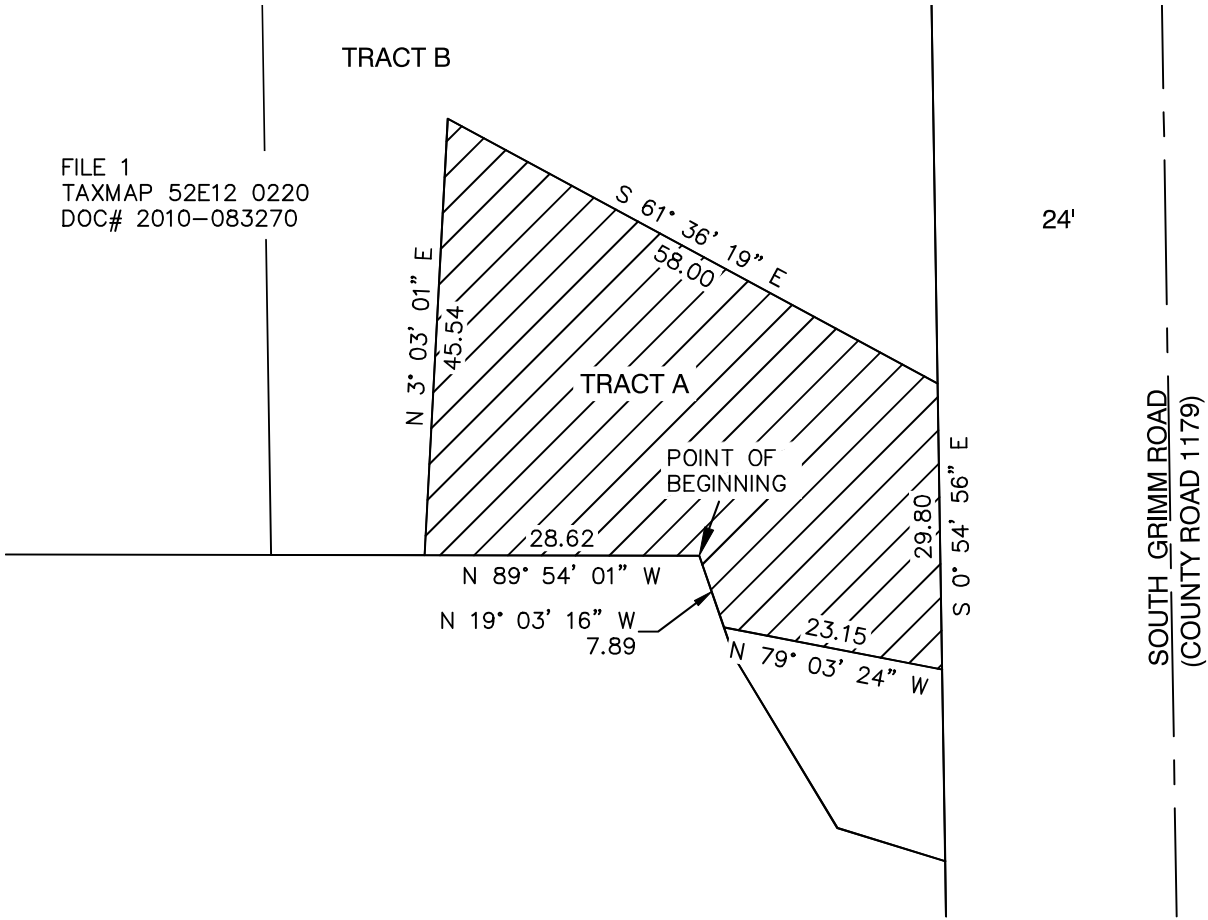 TRACT B
FILE 1
TAXMAP 52E12 0220
DOC# 2010-083270
S 61° 36' 19" E
58.00
24'
N 3° 03' 01" E
45.54
TRACT A
POINT OF
BEGINNING
S 0° 54' 56" E
29.80
SOUTH GRIMM ROAD
(COUNTY ROAD 1179)
28.62
N 89° 54' 01" W
N 19° 03' 16" W
7.89
23.15
N 79° 03' 24" W